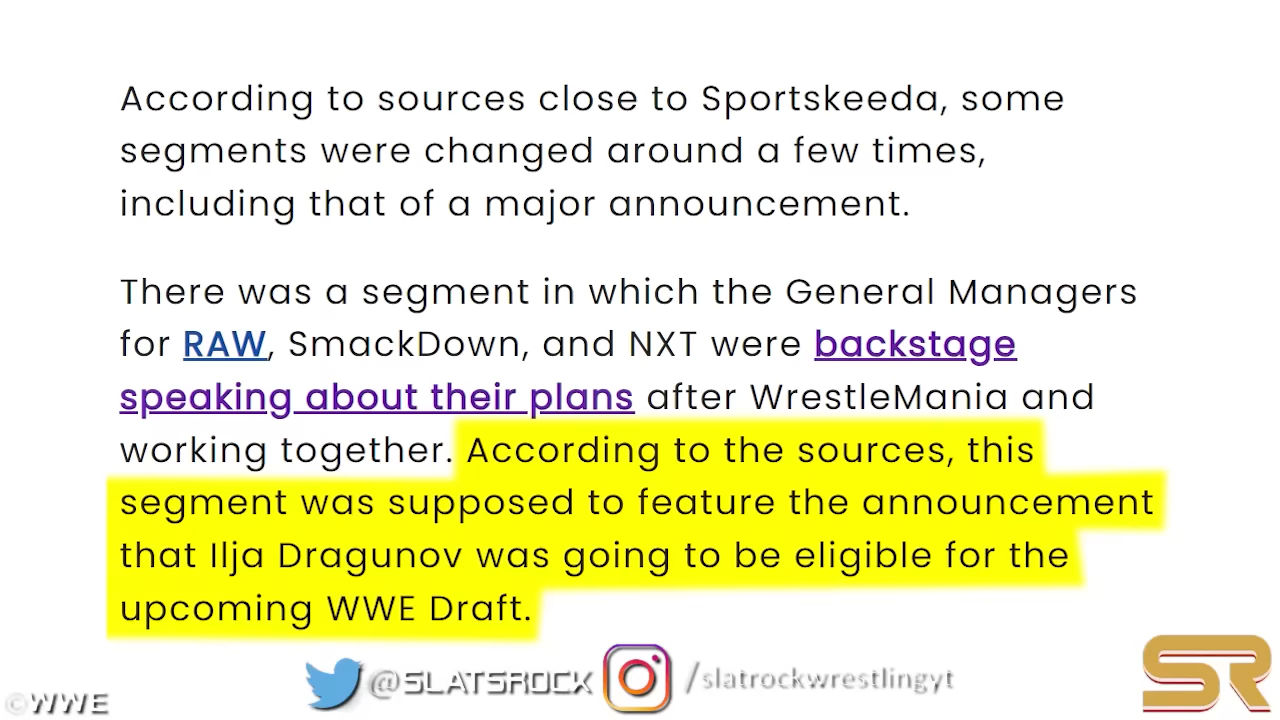 According to sources close to Sportskeeda, some
segments were changed around a few times,
including that of a major announcement.
There was a segment in which the General Managers
for RAW, SmackDown, and NXT were backstage
speaking about their plans after WrestleMania and
working together. According to the sources, this
segment was supposed to feature the announcement
that Ilja Dragunov was going to be eligible for the
upcoming WWE Draft.
@SLATSROCK /slatrockwrestlingyt
©WWE
SR